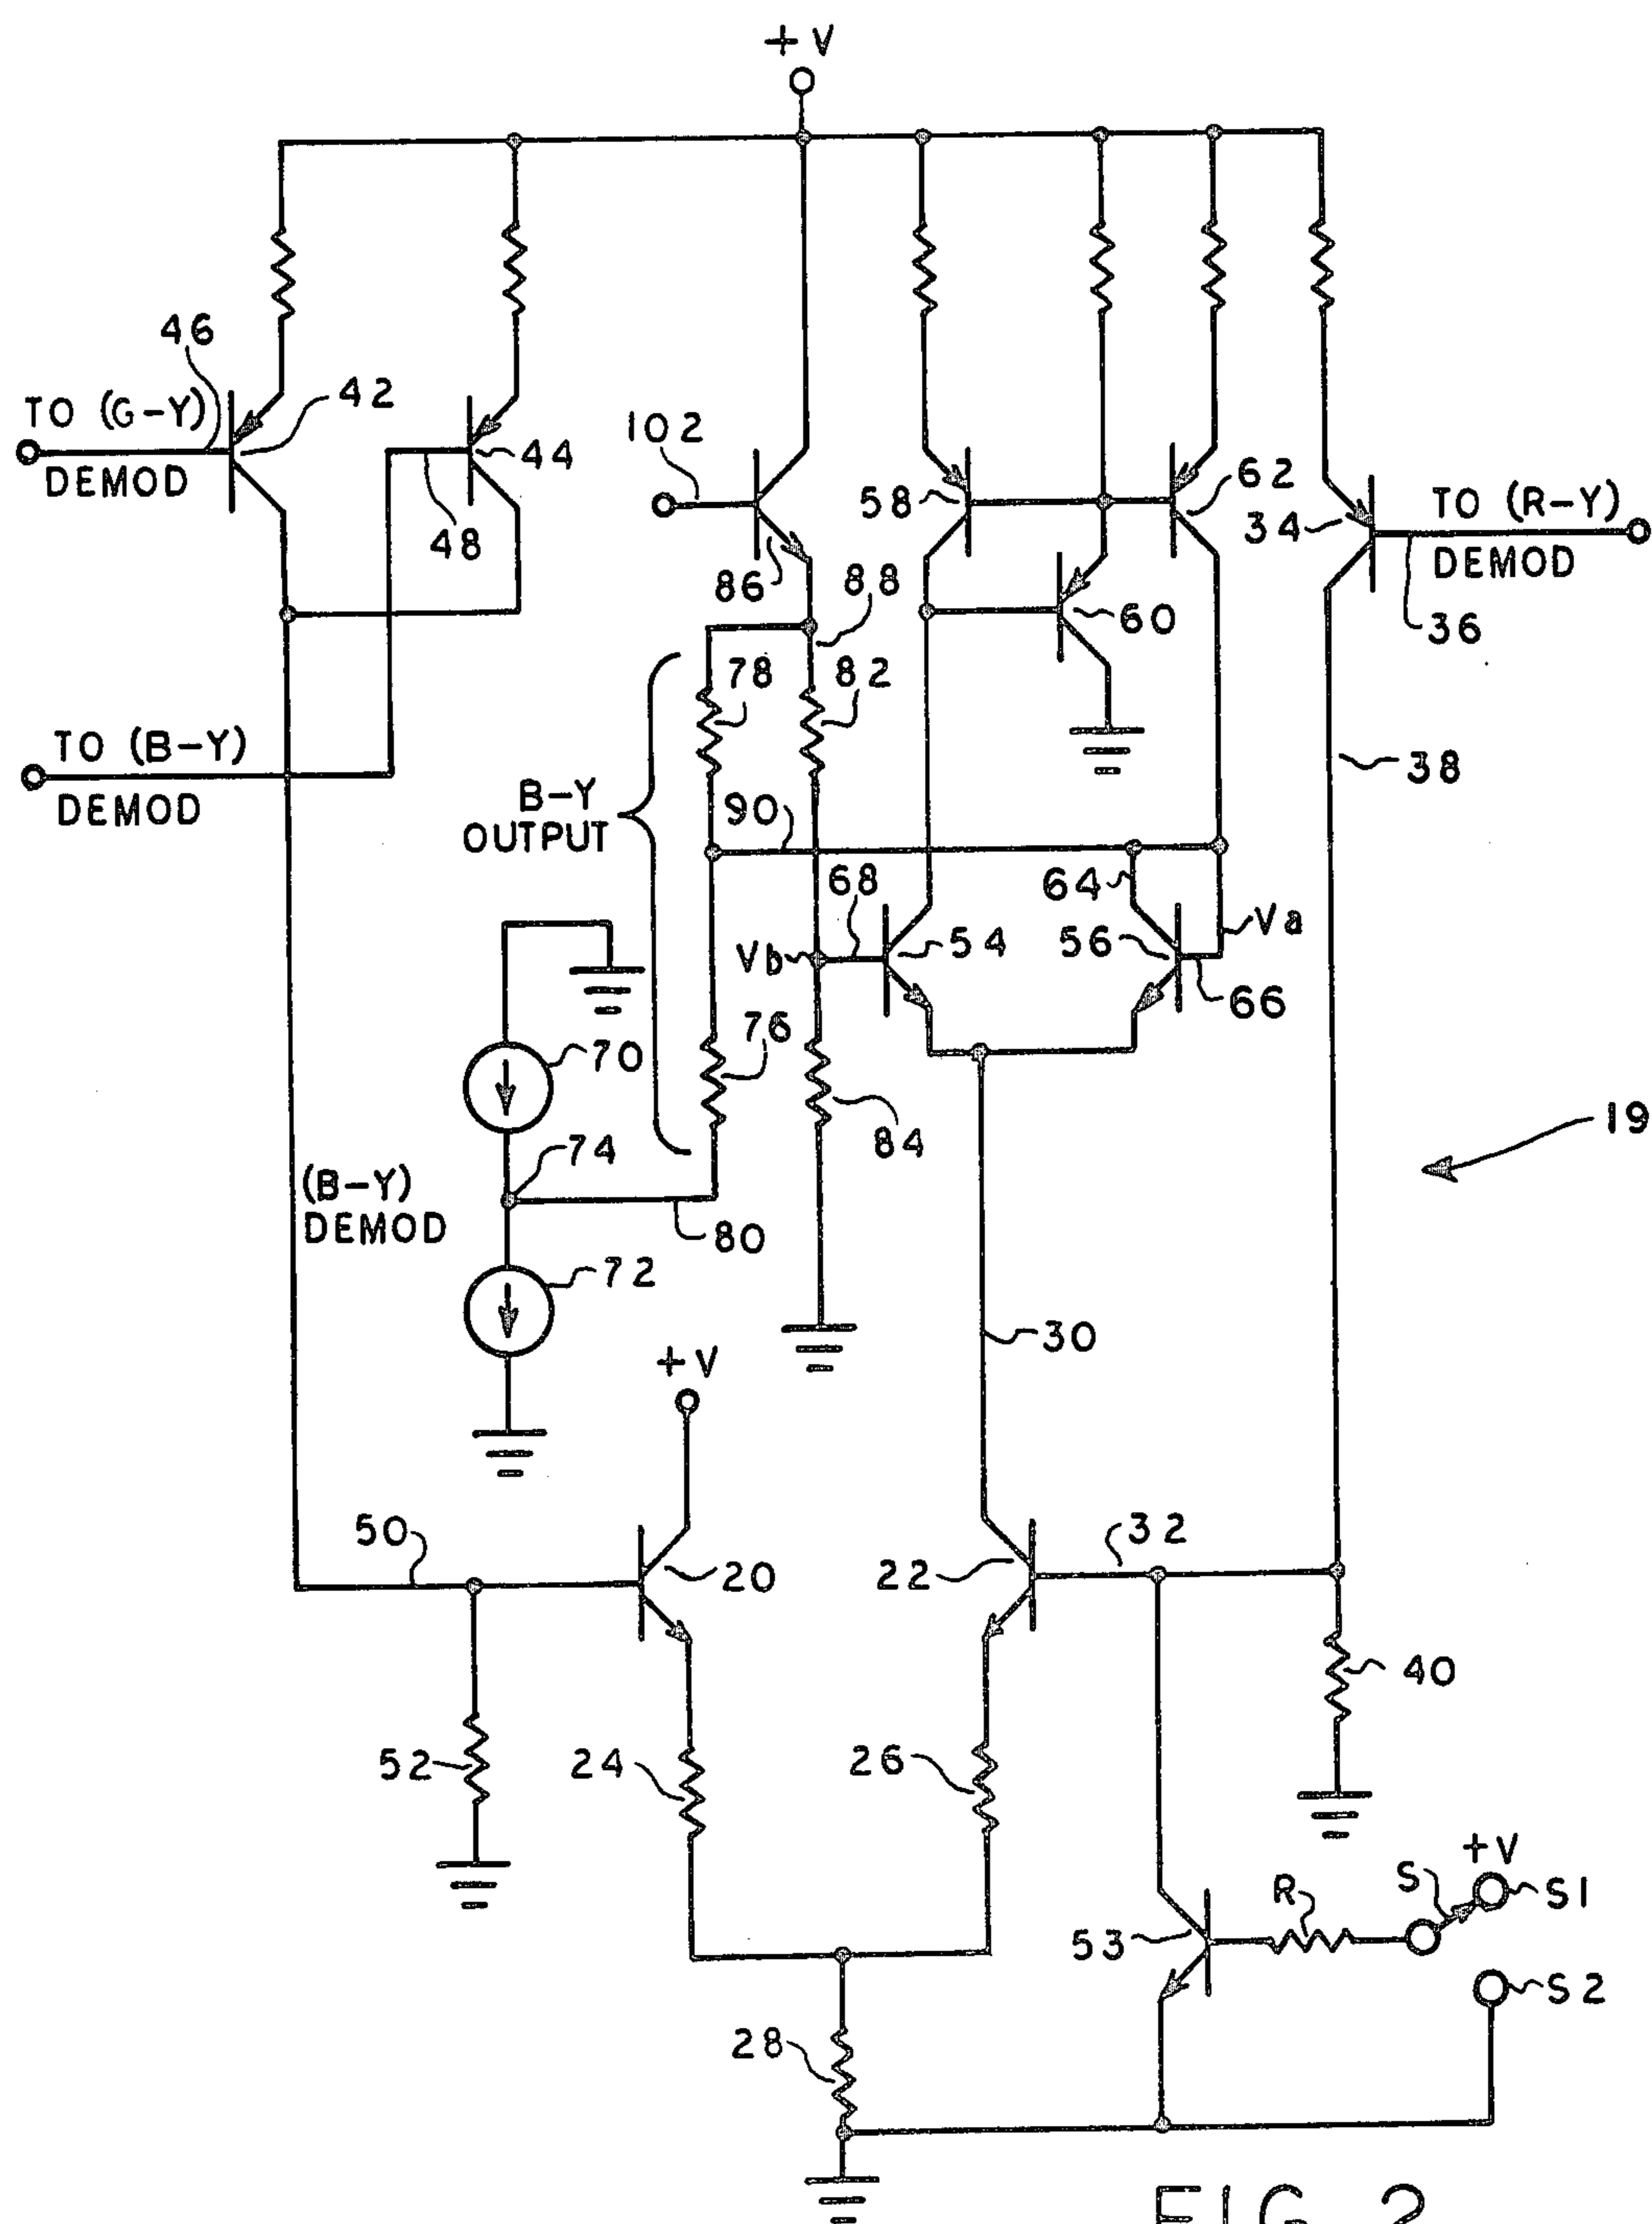 +V
46
TO (G-Y)
DEMOD
42
44
48
102
86
88
58
60
62
34
TO (R-Y)
DEMOD
36
TO (B-Y)
DEMOD
78
82
B-Y
OUTPUT
90
38
68
64
Va
Vb
54
56
66
70
76
84
74
(B-Y)
DEMOD
80
72
19
30
+V
50
20
22
32
52
24
26
40
+V
S
S1
R
53
S2
28
FIG. 2